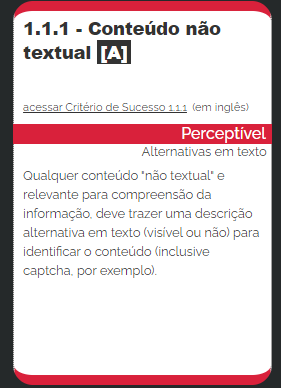 1.1.1 - Conteúdo não
textual [A]
acessar Critério de Sucesso 1.1.1 (em inglês)
Perceptível
Alternativas em texto
Qualquer conteúdo "não textual" e
relevante para compreensão da
informação, deve trazer uma descrição
alternativa em texto (visível ou não) para
identificar o conteúdo (inclusive
captcha, por exemplo).